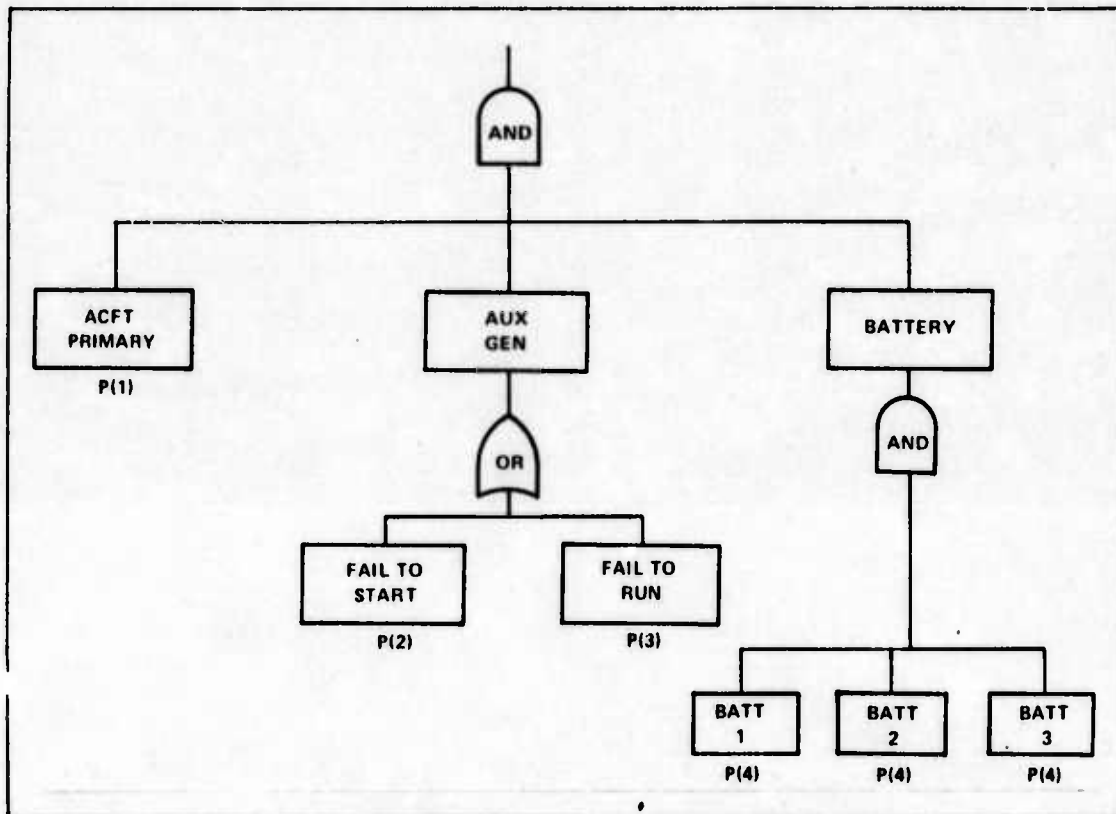 AND
ACFT
PRIMARY
P(1)
AUX
GEN
BATTERY
OR
AND
FAIL TO
START
P(2)
FAIL TO
RUN
P(3)
BATT
1
P(4)
BATT
2
P(4)
BATT
3
P(4)